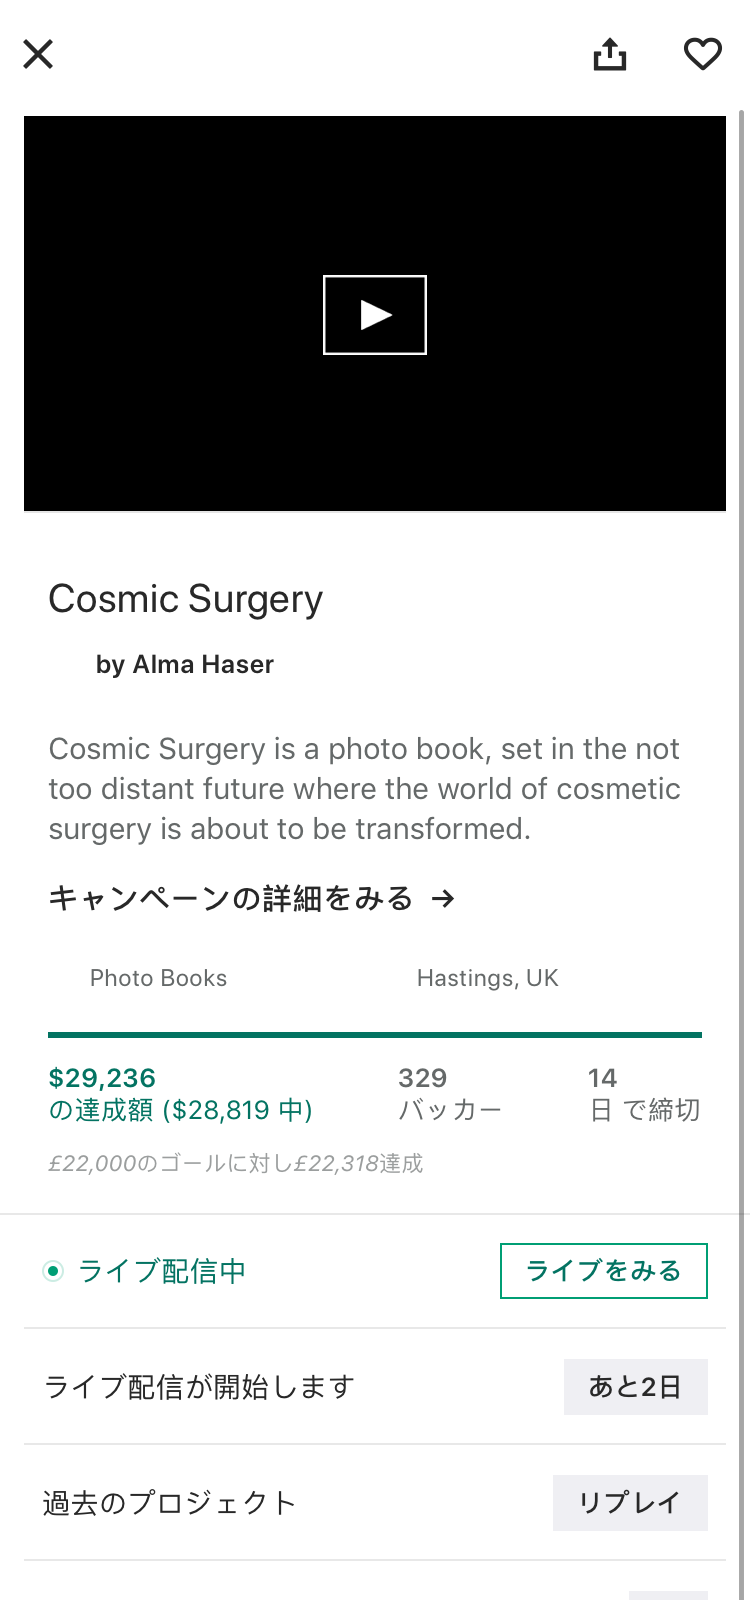 Cosmic Surgery
by Alma Haser
Cosmic Surgery is a photo book, set in the not
too distant future where the world of cosmetic
surgery is about to be transformed.
キャンペーンの詳細をみる →
Photo Books Hastings, UK
$29,236 329 14
の達成額 ($28,819 中) バッカー 日 で締切
£22,000のゴールに対し£22,318達成
ライブ配信中 ライブをみる
ライブ配信が開始します あと2日
過去のプロジェクト リプレイ